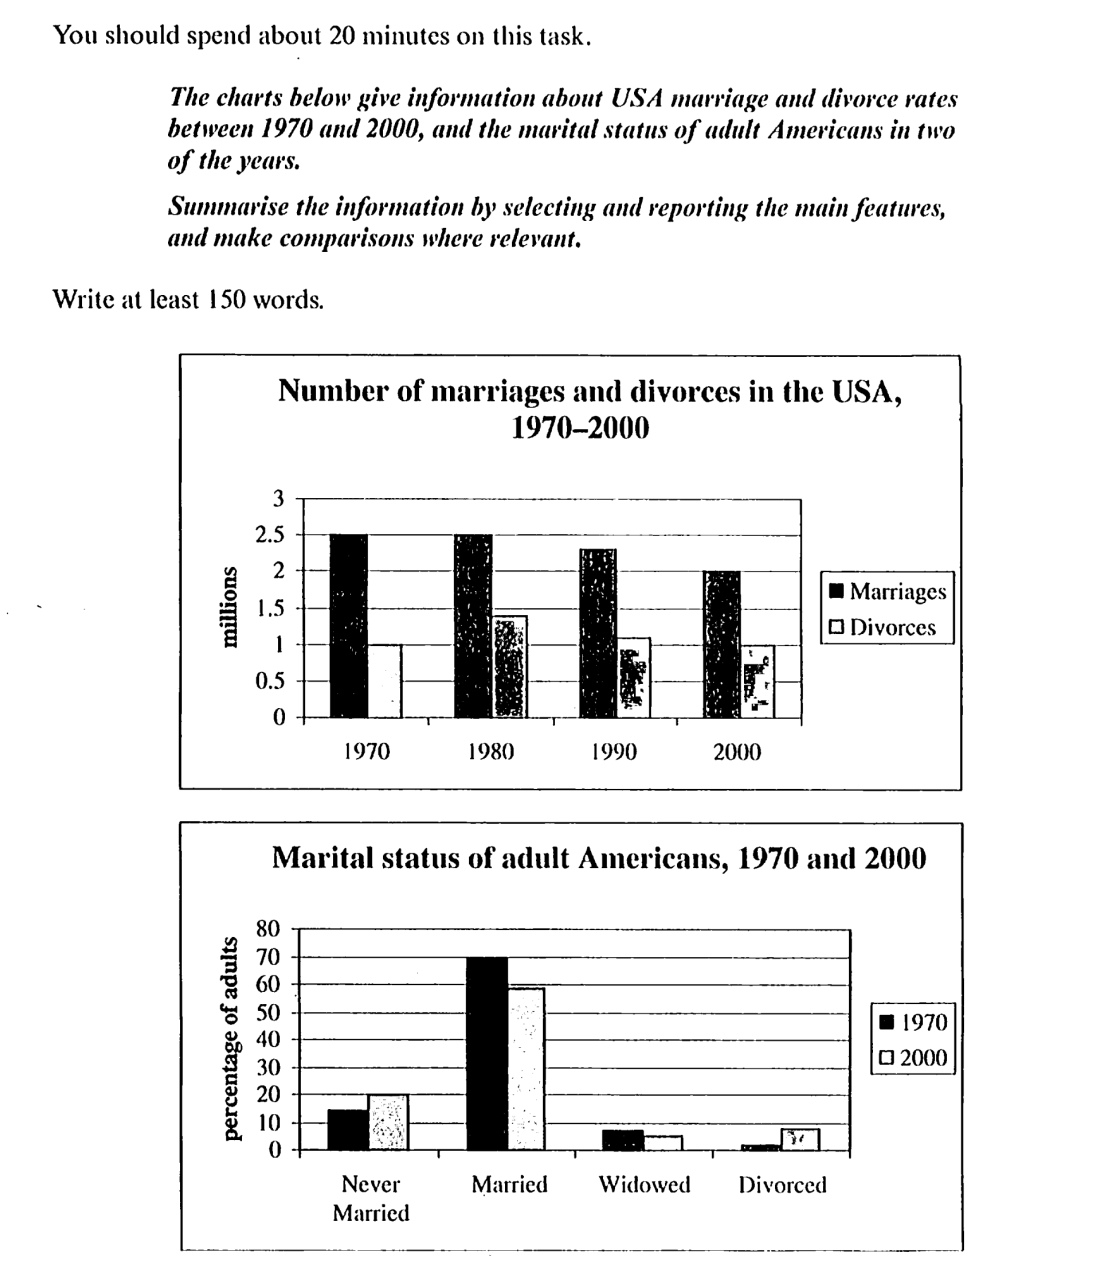 You should spend about 20 minutes on this task.
The charts below give information about USA marriage and divorce rates
between 1970 and 2000, and the marital status of adult Americans in two
of the years.
Summarise the information by selecting and reporting the main features,
and make comparisons where relevant.
Write at least 150 words.
Number of marriages and divorces in the USA,
1970–2000
millions
3
2.5
2
1.5
1
0.5
0
1970 1980 1990 2000
Marriages
Divorces
Marital status of adult Americans, 1970 and 2000
percentage of adults
80
70
60
50
40
30
20
10
0
Never Married Widowed Divorced
Married
1970
2000